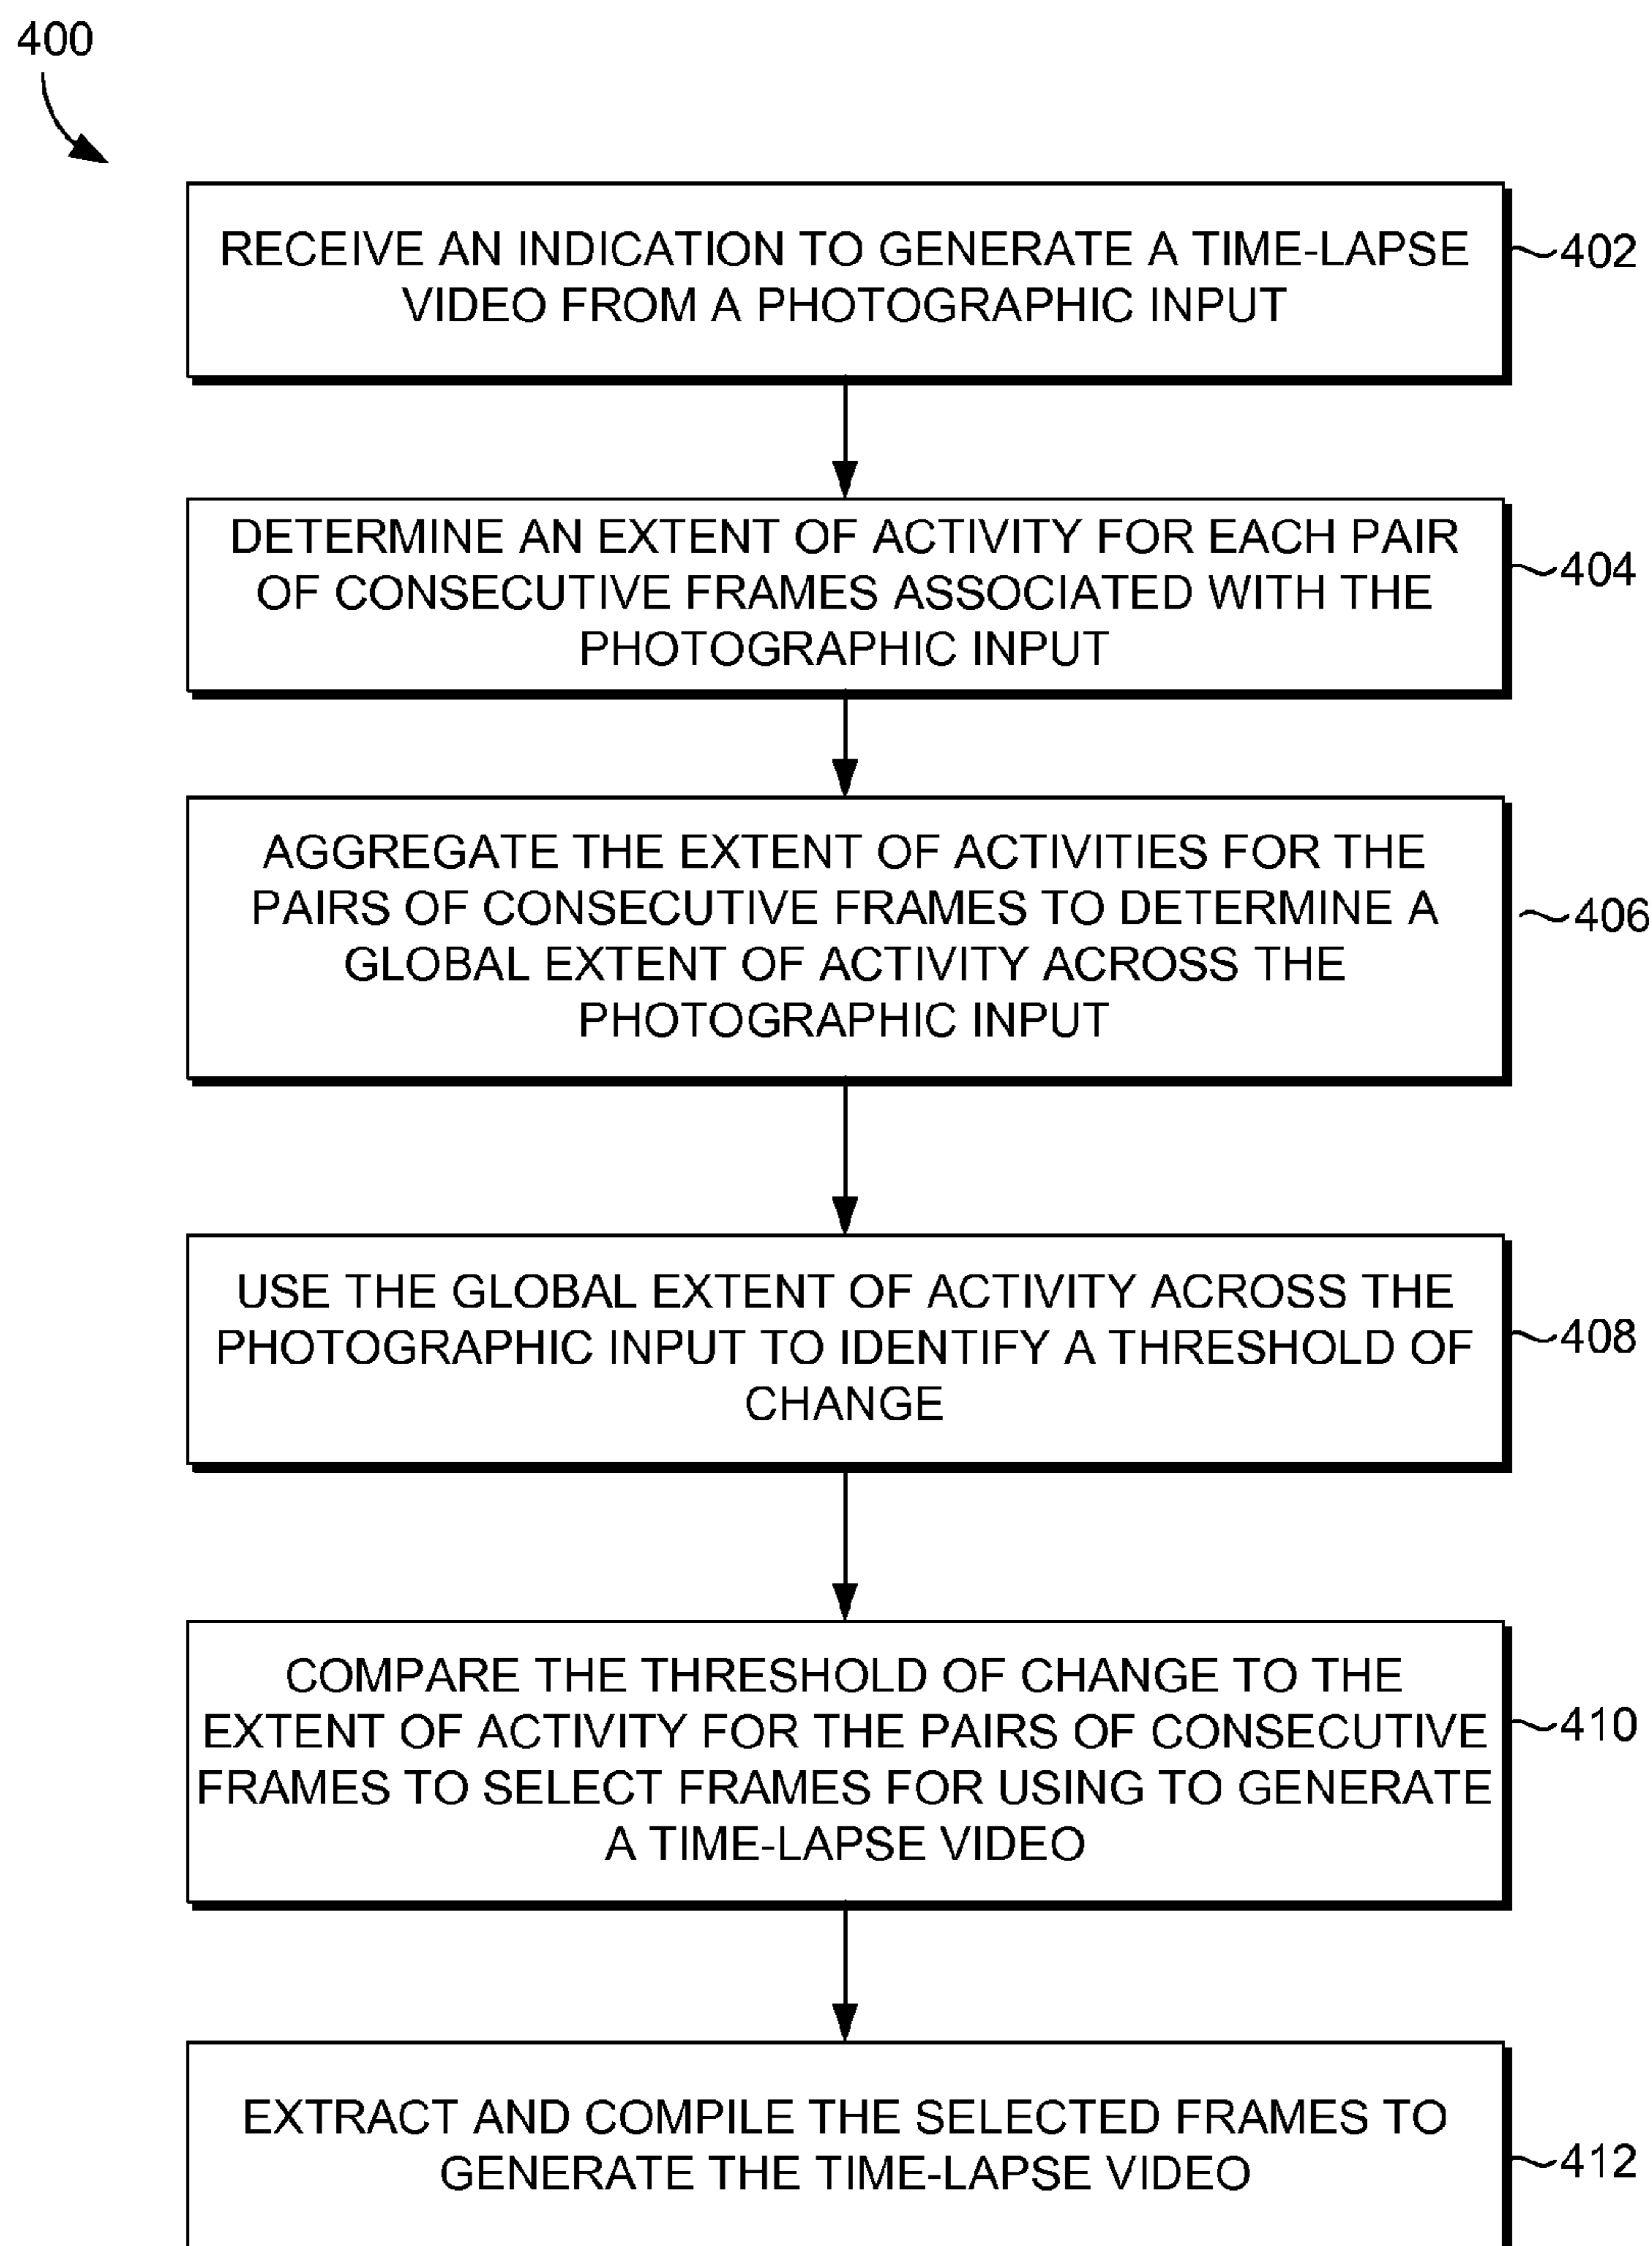 400
RECEIVE AN INDICATION TO GENERATE A TIME-LAPSE
VIDEO FROM A PHOTOGRAPHIC INPUT
402
DETERMINE AN EXTENT OF ACTIVITY FOR EACH PAIR
OF CONSECUTIVE FRAMES ASSOCIATED WITH THE
PHOTOGRAPHIC INPUT
404
AGGREGATE THE EXTENT OF ACTIVITIES FOR THE
PAIRS OF CONSECUTIVE FRAMES TO DETERMINE A
GLOBAL EXTENT OF ACTIVITY ACROSS THE
PHOTOGRAPHIC INPUT
406
USE THE GLOBAL EXTENT OF ACTIVITY ACROSS THE
PHOTOGRAPHIC INPUT TO IDENTIFY A THRESHOLD OF
CHANGE
408
COMPARE THE THRESHOLD OF CHANGE TO THE
EXTENT OF ACTIVITY FOR THE PAIRS OF CONSECUTIVE
FRAMES TO SELECT FRAMES FOR USING TO GENERATE
A TIME-LAPSE VIDEO
410
EXTRACT AND COMPILE THE SELECTED FRAMES TO
GENERATE THE TIME-LAPSE VIDEO
412